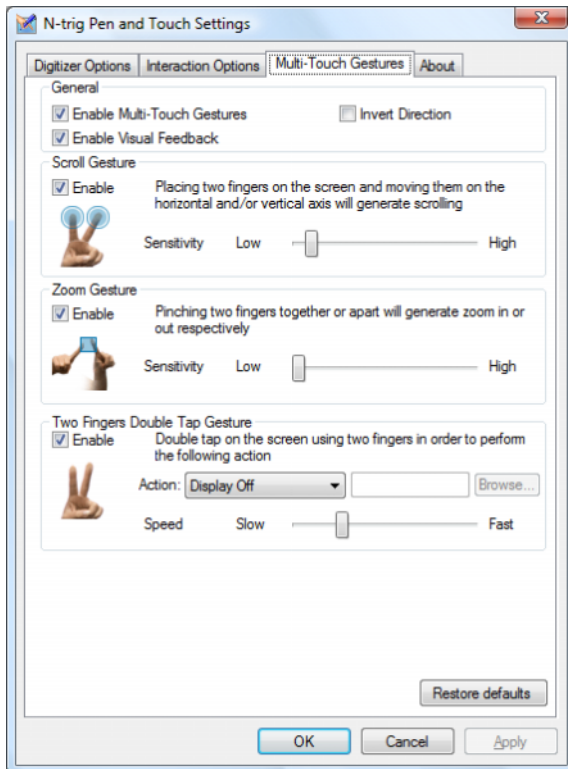 N-trig Pen and Touch Settings
Digitizer Options Interaction Options Multi-Touch Gestures About
General
Enable Multi-Touch Gestures Invert Direction
Enable Visual Feedback
Scroll Gesture
Enable Placing two fingers on the screen and moving them on the
horizontal and/or vertical axis will generate scrolling
Sensitivity Low High
Zoom Gesture
Enable Pinching two fingers together or apart will generate zoom in or
out respectively
Sensitivity Low High
Two Fingers Double Tap Gesture
Enable Double tap on the screen using two fingers in order to perform
the following action
Action: Display Off Browse...
Speed Slow Fast
Restore defaults
OK Cancel Apply